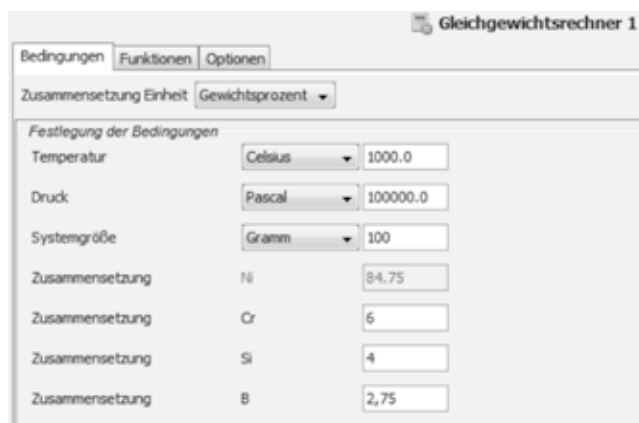 Gleichgewichtsrechner 1
Bedingungen Funktionen Optionen
Zusammensetzung Einheit Gewichtsprozent
Festlegung der Bedingungen
Temperatur Celsius 1000.0
Druck Pascal 100000.0
Systemgröße Gramm 100
Zusammensetzung Ni 84.75
Zusammensetzung Cr 6
Zusammensetzung Si 4
Zusammensetzung B 2,75